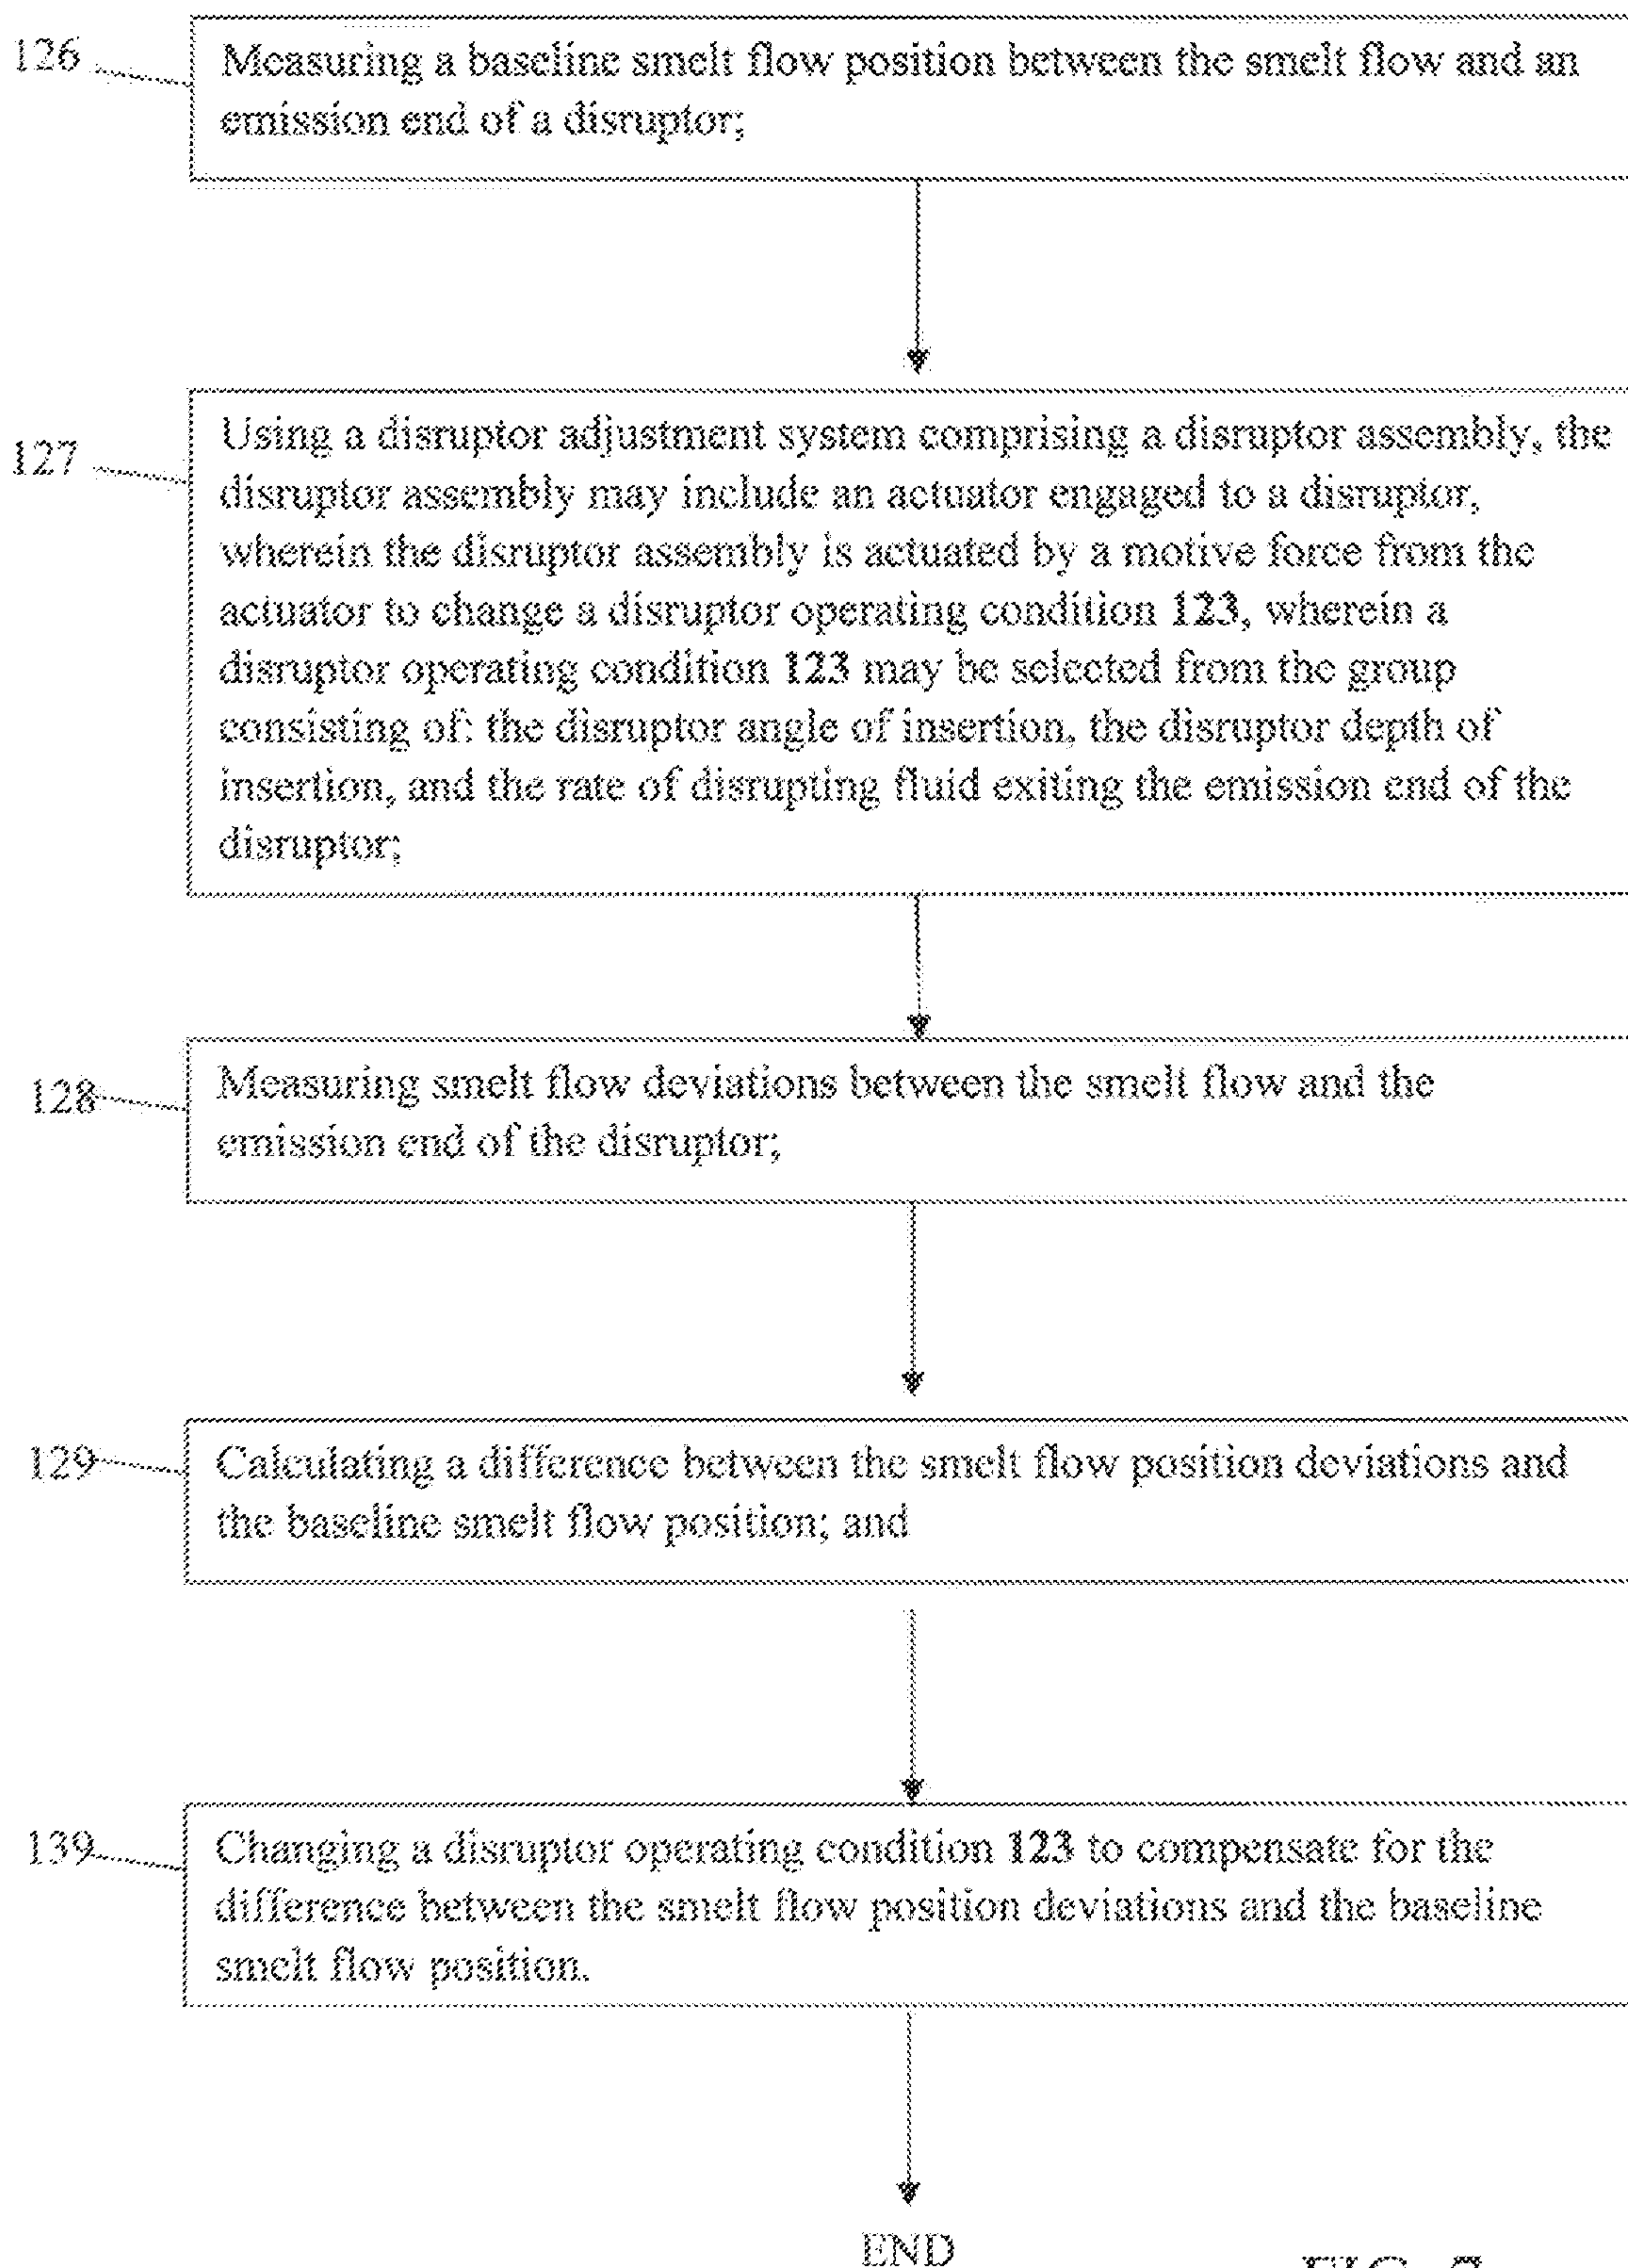 126
Measuring a baseline smelt flow position between the smelt flow and an
emission end of a disruptor;
127
Using a disruptor adjustment system comprising a disruptor assembly, the
disruptor assembly may include an actuator engaged to a disruptor,
wherein the disruptor assembly is actuated by a motive force from the
actuator to change a disruptor operating condition 123, wherein a
disruptor operating condition 123 may be selected from the group
consisting of: the disruptor angle of insertion, the disruptor depth of
insertion, and the rate of disrupting fluid exiting the emission end of the
disruptor;
128
Measuring smelt flow deviations between the smelt flow and the
emission end of the disruptor;
129
Calculating a difference between the smelt flow position deviations and
the baseline smelt flow position; and
139
Changing a disruptor operating condition 123 to compensate for the
difference between the smelt flow position deviations and the baseline
smelt flow position.
END
FIG.